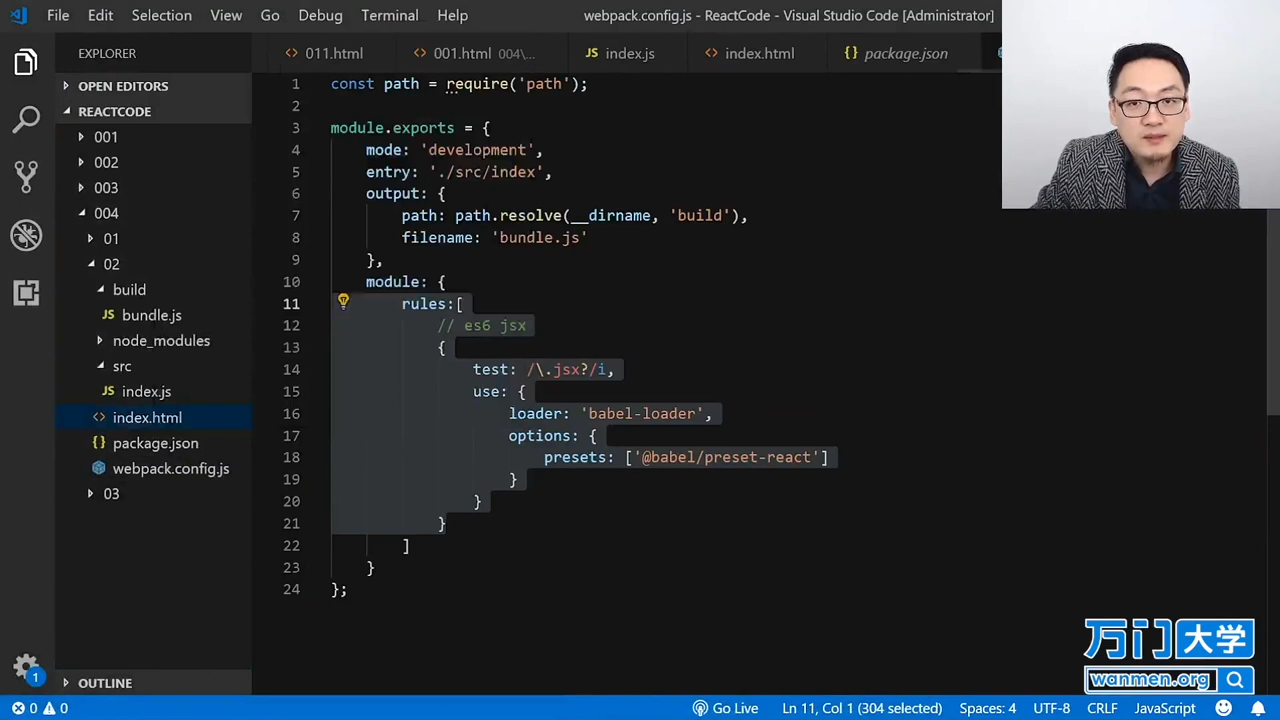 File Edit Selection View Go Debug Terminal Help webpack.config.js - ReactCode - Visual Studio Code [Administrator]
EXPLORER
011.html 001.html 004\... index.js index.html package.json
OPEN EDITORS
REACTCODE
001
002
003
004
01
02
build
bundle.js
node_modules
src
index.js
index.html
package.json
webpack.config.js
03
OUTLINE
1 const path = require('path');
2
3 module.exports = {
4 mode: 'development',
5 entry: './src/index',
6 output: {
7 path: path.resolve(__dirname, 'build'),
8 filename: 'bundle.js'
9 },
10 module: {
11 rules:[
12 // es6 jsx
13 {
14 test: /\.jsx?/i,
15 use: {
16 loader: 'babel-loader',
17 options: {
18 presets: ['@babel/preset-react']
19 }
20 }
21 }
22 ]
23 }
24 };
万门大学
wanmen.org
1
0 0 Go Live Ln 11, Col 1 (304 selected) Spaces: 4 UTF-8 CRLF JavaScript